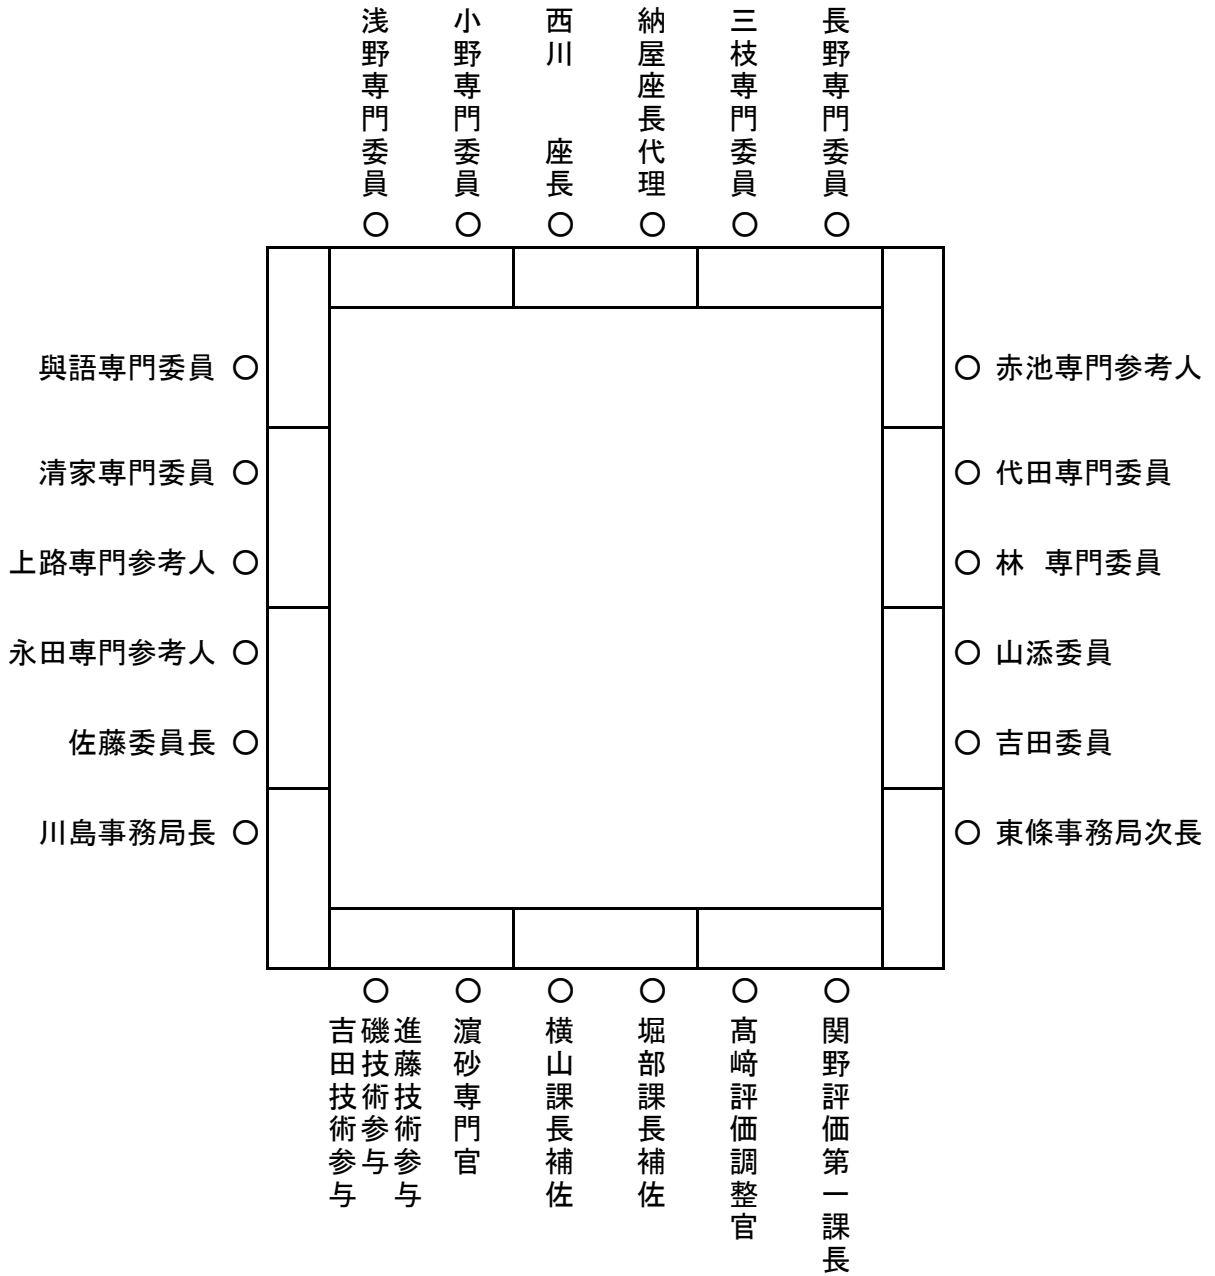 浅野専門委員
小野専門委員
西川　座長
納屋座長代理
三枝専門委員
長野専門委員
○ ○ ○ ○ ○ ○
與語専門委員 ○
○ 赤池専門参考人
清家専門委員 ○
○ 代田専門委員
上路専門参考人 ○
○ 林 専門委員
永田専門参考人 ○
○ 山添委員
佐藤委員長 ○
○ 吉田委員
川島事務局長 ○
○ 東條事務局次長
○ ○ ○ ○ ○ ○
吉田技術参与
磯技術参与
進藤技術参与
濵砂専門官
横山課長補佐
堀部課長補佐
髙﨑評価調整官
関野評価第一課長